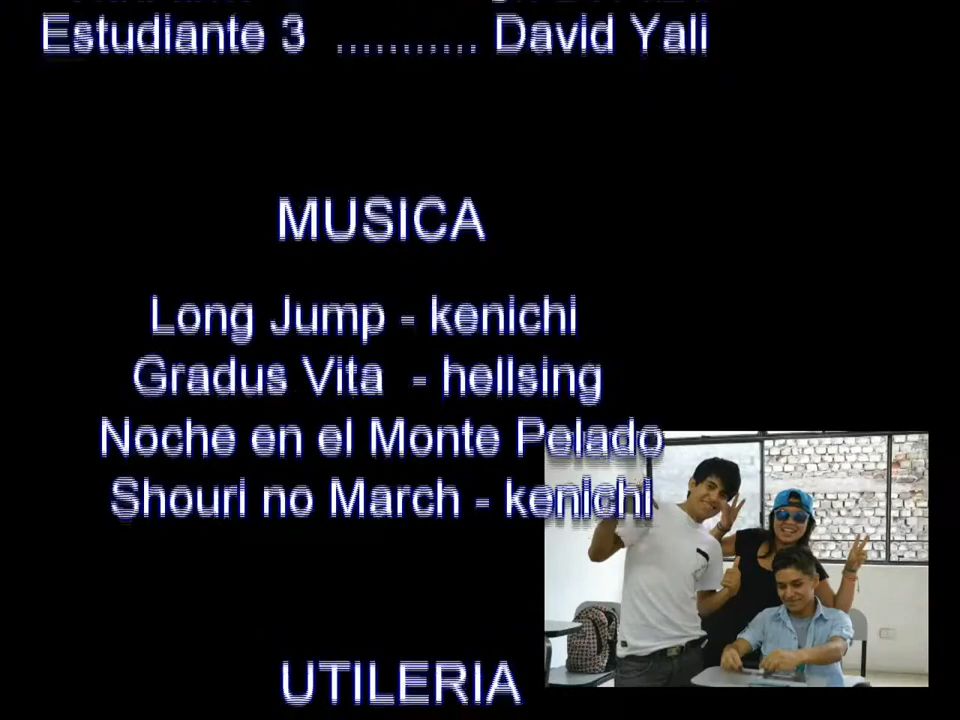 Estudiante 3 ........... David Yali
MUSICA
Long Jump - kenichi
Gradus Vita - hellsing
Noche en el Monte Pelado
Shouri no March - kenichi
UTILERIA